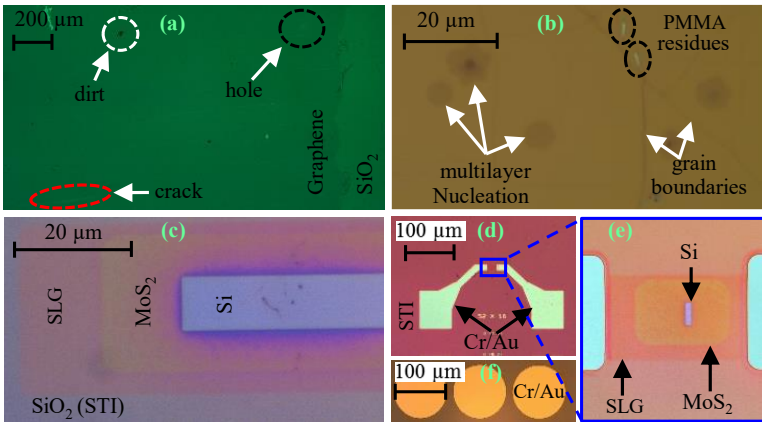 200 µm
(a)
dirt
hole
Graphene
SiO₂
crack
20 µm
(b)
PMMA
residues
multilayer
Nucleation
grain
boundaries
20 µm
(c)
SLG
MoS₂
Si
SiO₂ (STI)
100 µm
(d)
STI
Cr/Au
(e)
Si
SLG
MoS₂
100 µm
(f)
Cr/Au